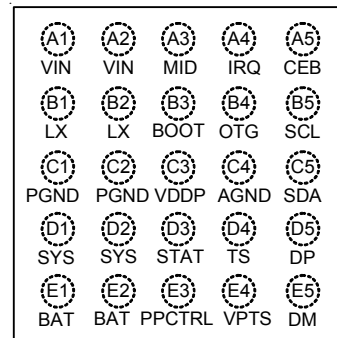 A1 A2 A3 A4 A5
VIN VIN MID IRQ CEB
B1 B2 B3 B4 B5
LX LX BOOT OTG SCL
C1 C2 C3 C4 C5
PGND PGND VDDP AGND SDA
D1 D2 D3 D4 D5
SYS SYS STAT TS DP
E1 E2 E3 E4 E5
BAT BAT PPCTRL VPTS DM